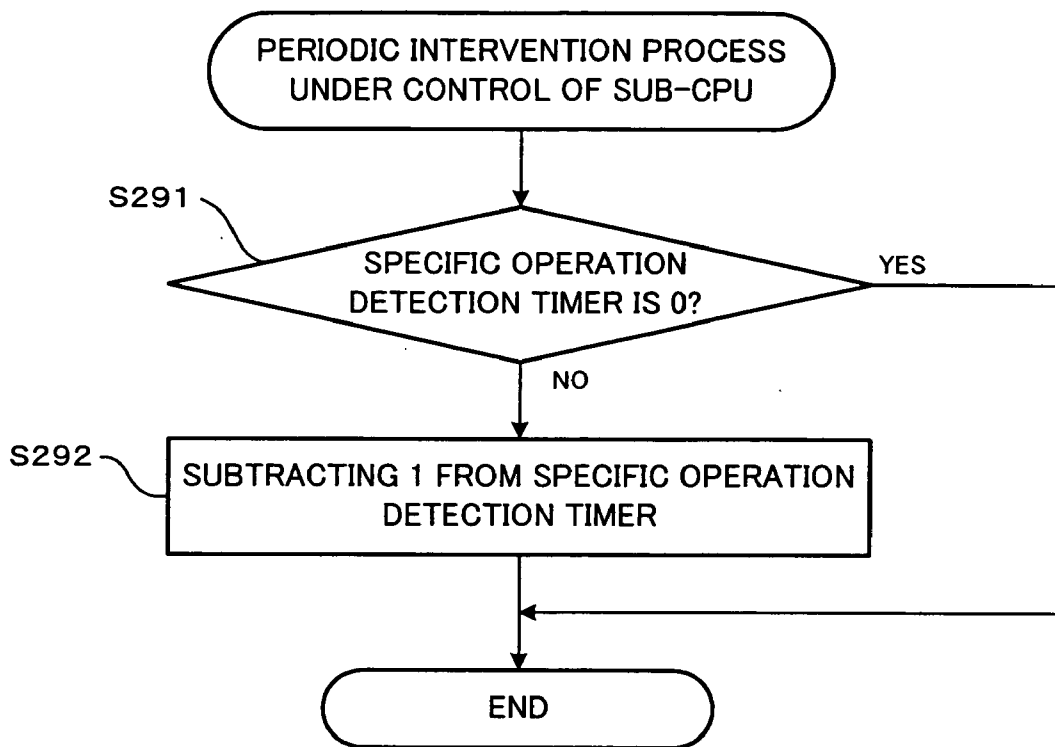 PERIODIC INTERVENTION PROCESS
UNDER CONTROL OF SUB-CPU
S291
SPECIFIC OPERATION
DETECTION TIMER IS 0?
YES
NO
S292
SUBTRACTING 1 FROM SPECIFIC OPERATION
DETECTION TIMER
END